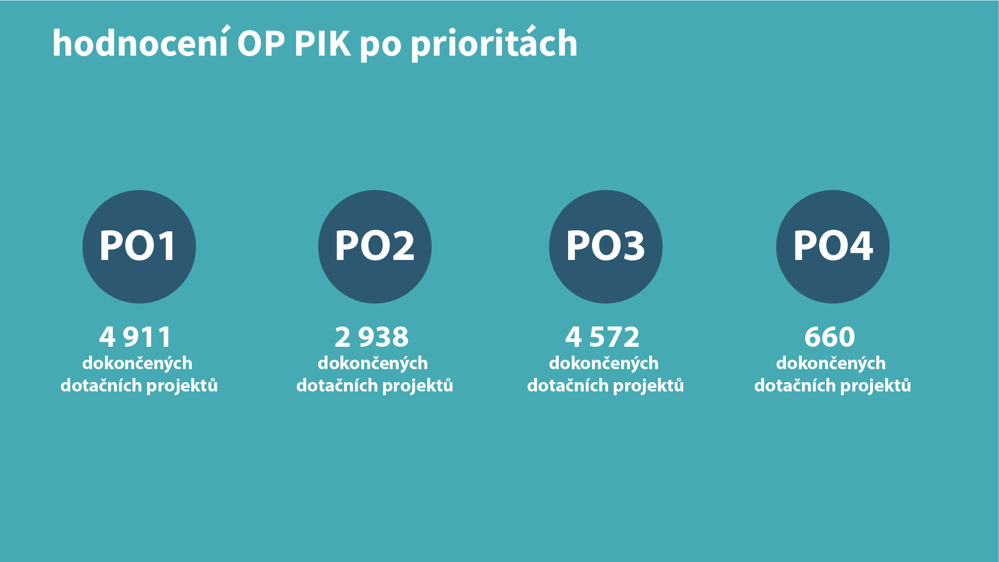 hodnocení OP PIK po prioritách
PO1
4 911
dokončených
dotačních projektů
PO2
2 938
dokončených
dotačních projektů
PO3
4 572
dokončených
dotačních projektů
PO4
660
dokončených
dotačních projektů